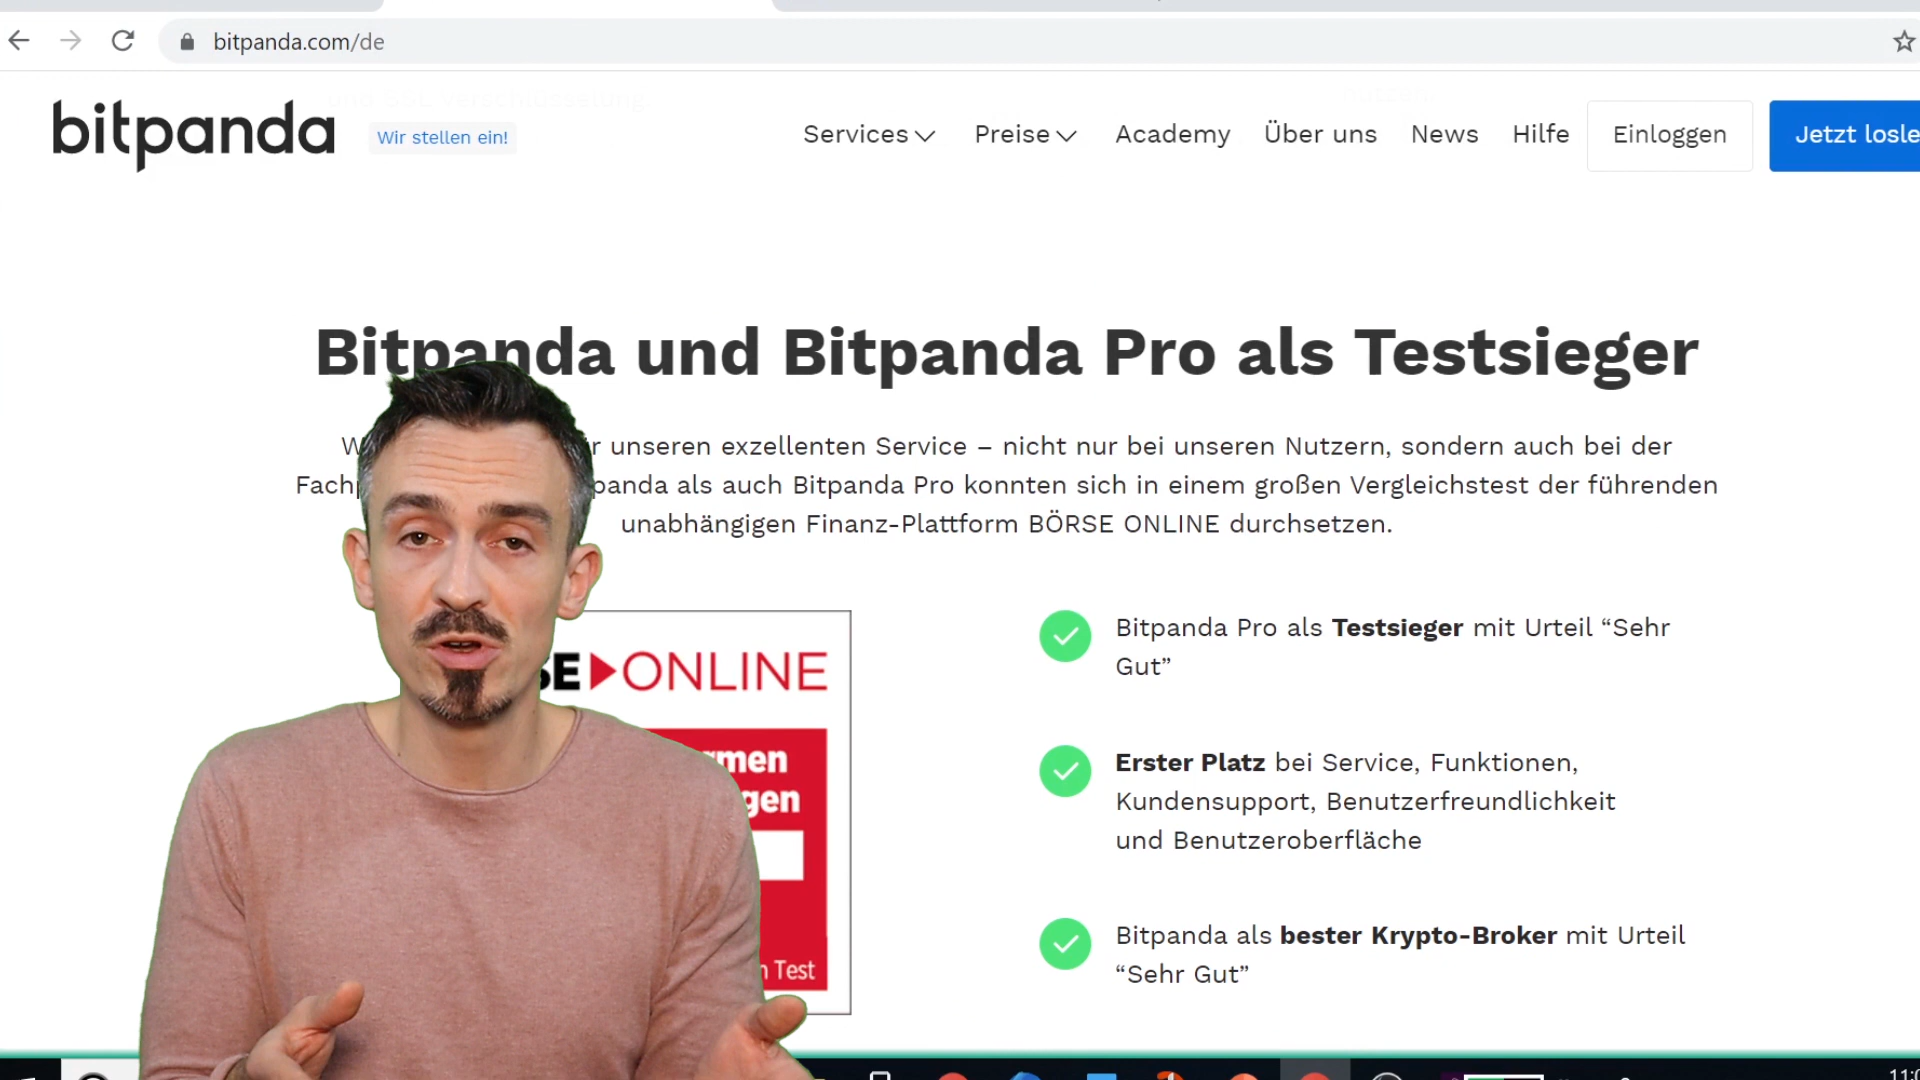 bitpanda.com/de
bitpanda
Wir stellen ein!
Services
Preise
Academy
Über uns
News
Hilfe
Einloggen
Jetzt losle
Bitpanda und Bitpanda Pro als Testsieger
unseren exzellenten Service – nicht nur bei unseren Nutzern, sondern auch bei der
als auch Bitpanda Pro konnten sich in einem großen Vergleichstest der führenden
unabhängigen Finanz-Plattform BÖRSE ONLINE durchsetzen.
SE ONLINE
men
gen
n Test
Bitpanda Pro als Testsieger mit Urteil “Sehr
Gut”
Erster Platz bei Service, Funktionen,
Kundensupport, Benutzerfreundlichkeit
und Benutzeroberfläche
Bitpanda als bester Krypto-Broker mit Urteil
“Sehr Gut”